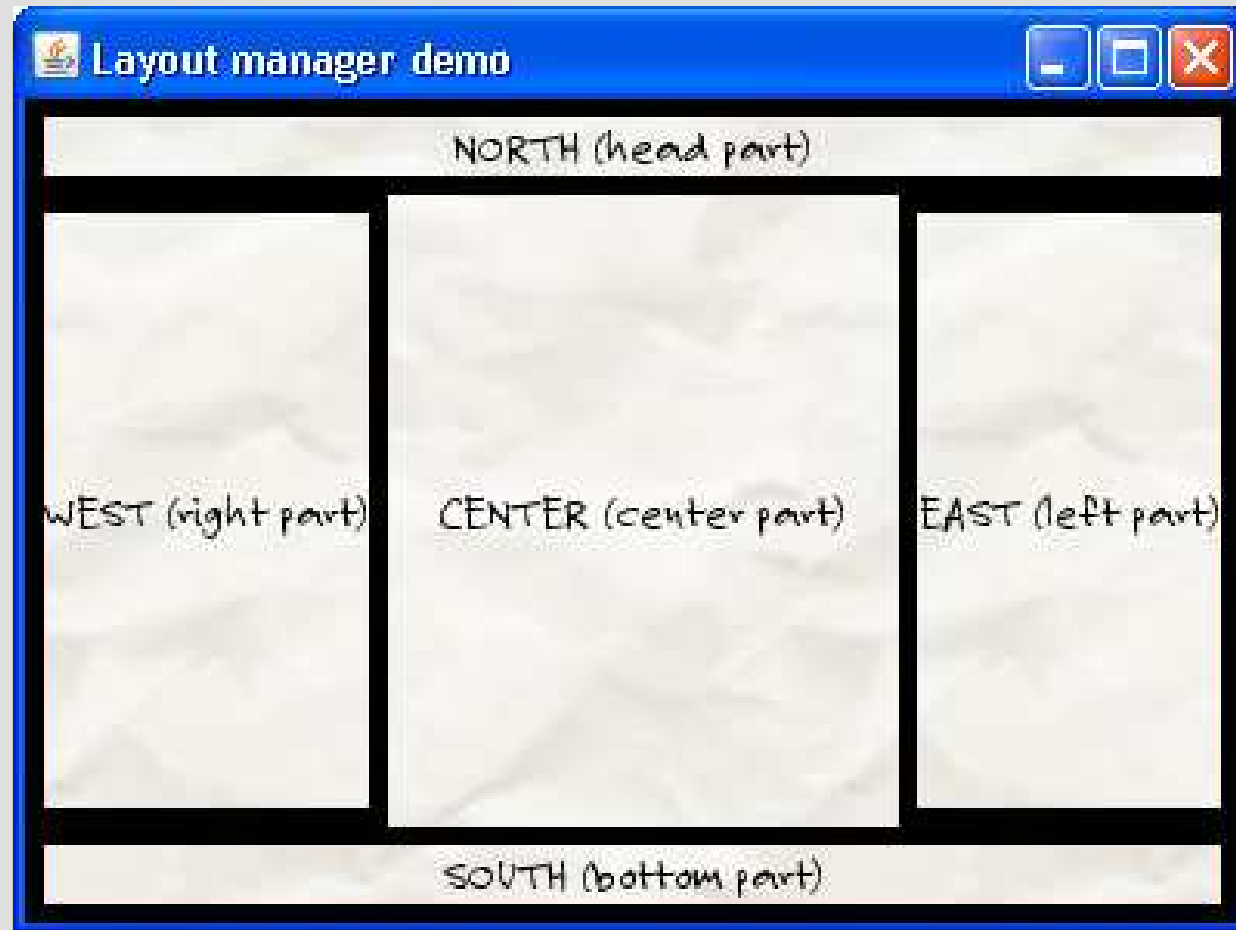 Layout manager demo
NORTH (head part)
WEST (right part)
CENTER (center part)
EAST (left part)
SOUTH (bottom part)